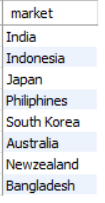 market
India
Indonesia
Japan
Philiphines
South Korea
Australia
Newzealand
Bangladesh